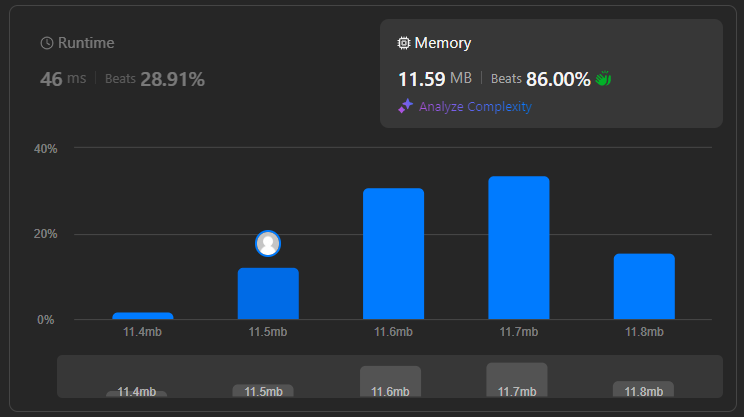 Runtime
46 ms | Beats 28.91%
Memory
11.59 MB | Beats 86.00%
Analyze Complexity
40%
20%
0%
11.4mb 11.5mb 11.6mb 11.7mb 11.8mb
11.4mb 11.5mb 11.6mb 11.7mb 11.8mb